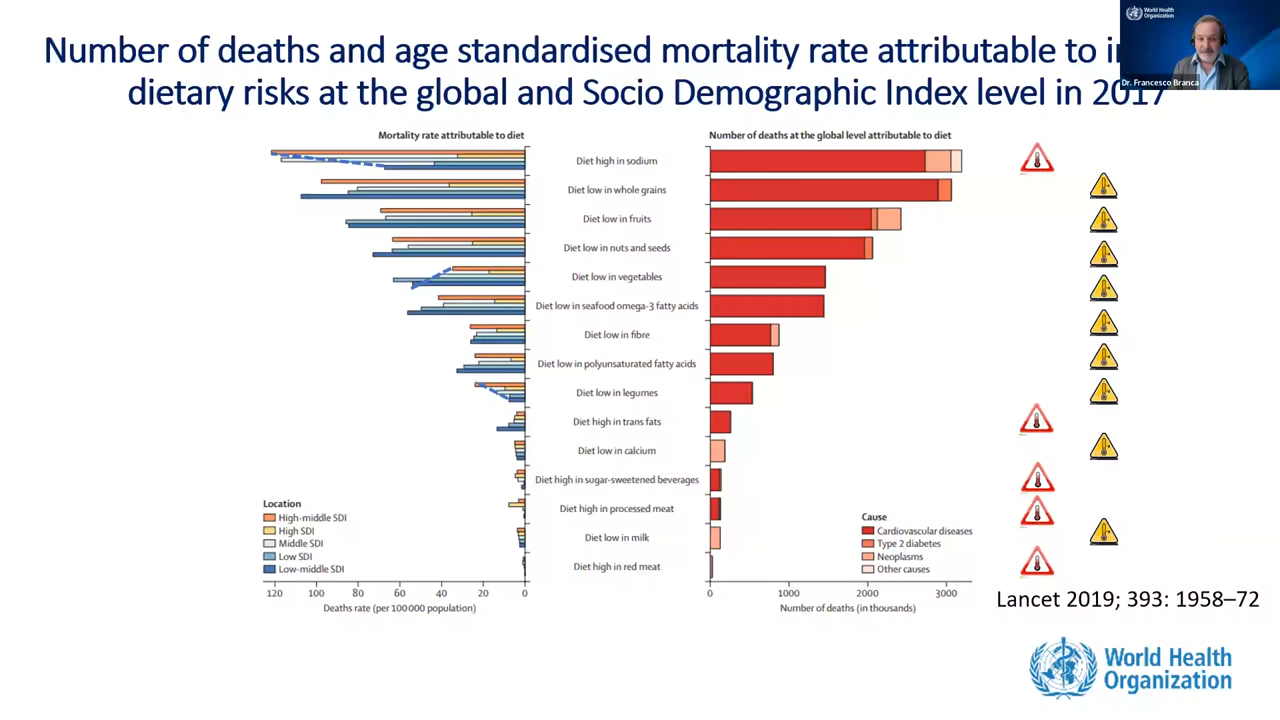 World Health
Organization
Dr. Francesco Branca
Number of deaths and age standardised mortality rate attributable to
dietary risks at the global and Socio Demographic Index level in 2017
Mortality rate attributable to diet
Number of deaths at the global level attributable to diet
Diet high in sodium
Diet low in whole grains
Diet low in fruits
Diet low in nuts and seeds
Diet low in vegetables
Diet low in seafood omega-3 fatty acids
Diet low in fibre
Diet low in polyunsaturated fatty acids
Diet low in legumes
Diet high in trans fats
Diet low in calcium
Diet high in sugar-sweetened beverages
Diet high in processed meat
Diet low in milk
Diet high in red meat
Location
High-middle SDI
High SDI
Middle SDI
Low SDI
Low-middle SDI
Cause
Cardiovascular diseases
Type 2 diabetes
Neoplasms
Other causes
120 100 80 60 40 20 0
Deaths rate (per 100 000 population)
0 1000 2000 3000
Number of deaths (in thousands)
Lancet 2019; 393: 1958–72
World Health
Organization